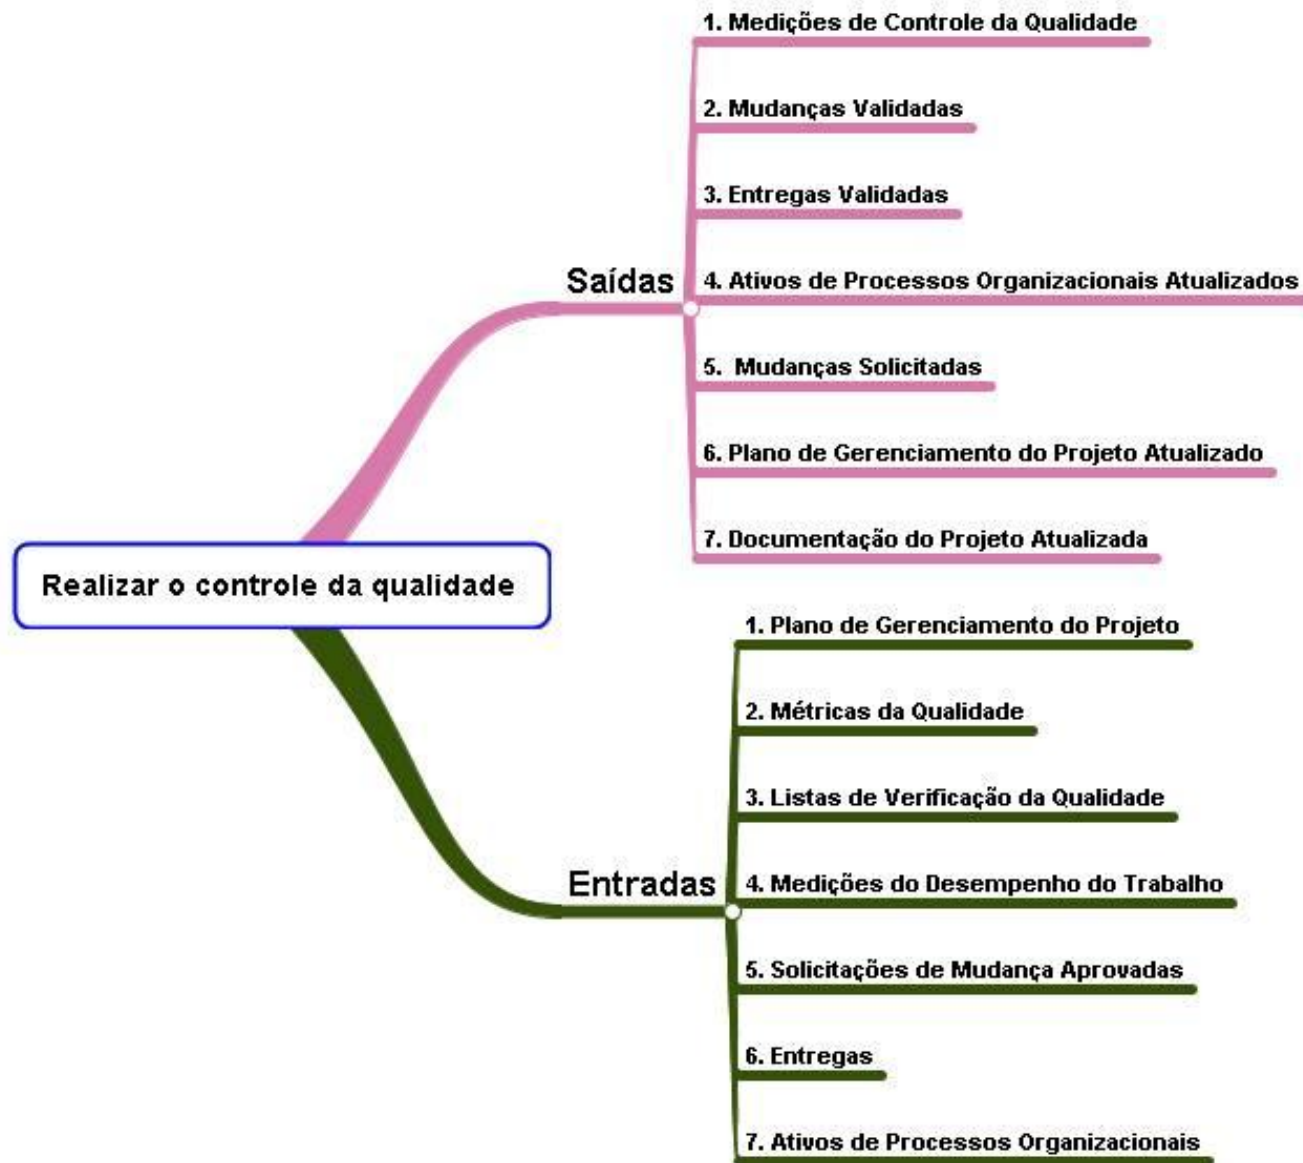 1. Medições de Controle da Qualidade
2. Mudanças Validadas
3. Entregas Validadas
Saídas
4. Ativos de Processos Organizacionais Atualizados
5. Mudanças Solicitadas
6. Plano de Gerenciamento do Projeto Atualizado
7. Documentação do Projeto Atualizada
Realizar o controle da qualidade
1. Plano de Gerenciamento do Projeto
2. Métricas da Qualidade
3. Listas de Verificação da Qualidade
Entradas
4. Medições do Desempenho do Trabalho
5. Solicitações de Mudança Aprovadas
6. Entregas
7. Ativos de Processos Organizacionais